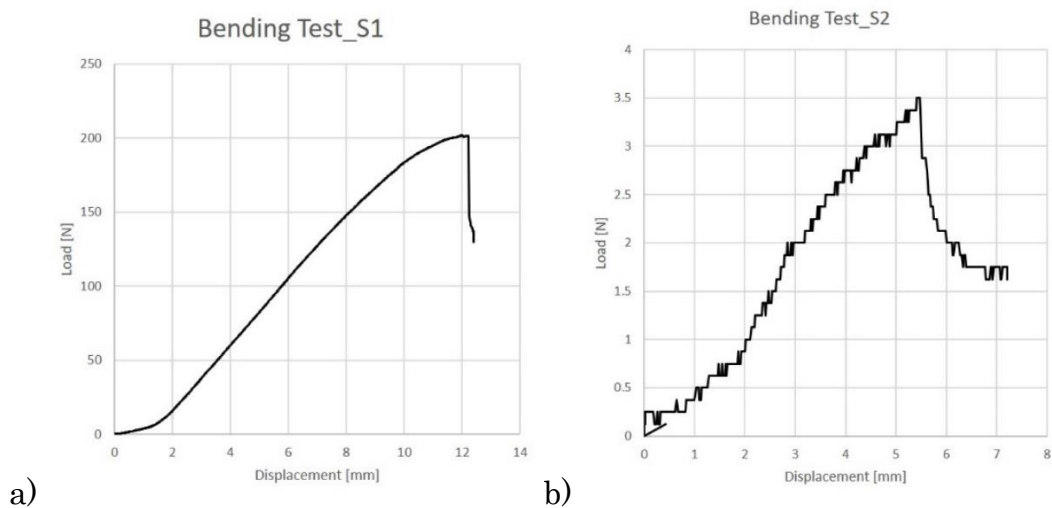 Bending Test_S1
250
200
150
100
50
0
Load [N]
0 2 4 6 8 10 12 14
Displacement [mm]
a)
Bending Test_S2
4
3.5
3
2.5
2
1.5
1
0.5
0
Load [N]
0 1 2 3 4 5 6 7 8
Displacement [mm]
b)